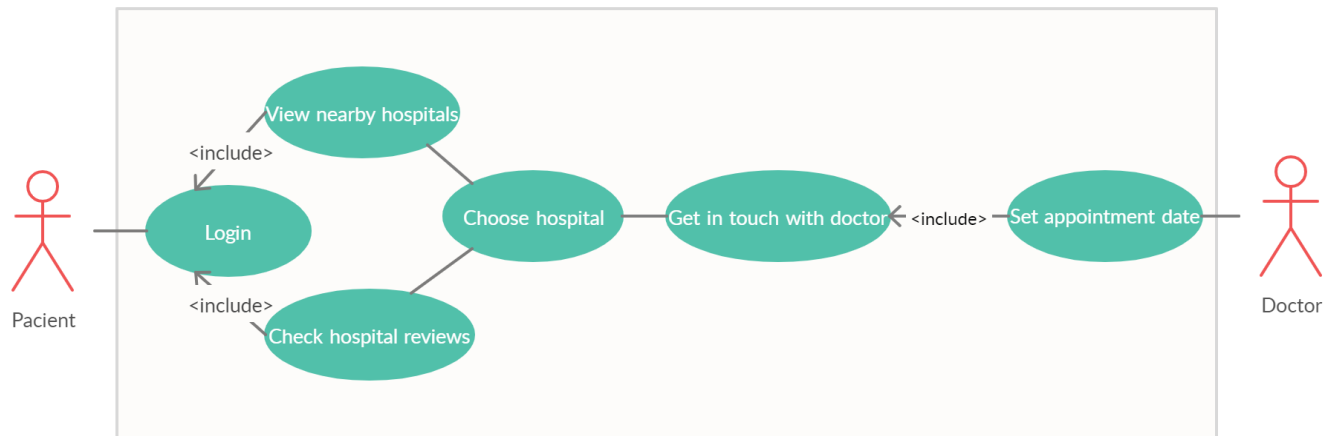 View nearby hospitals
<include>
Login
Choose hospital
Get in touch with doctor
<include>
Set appointment date
<include>
Check hospital reviews
Pacient
Doctor